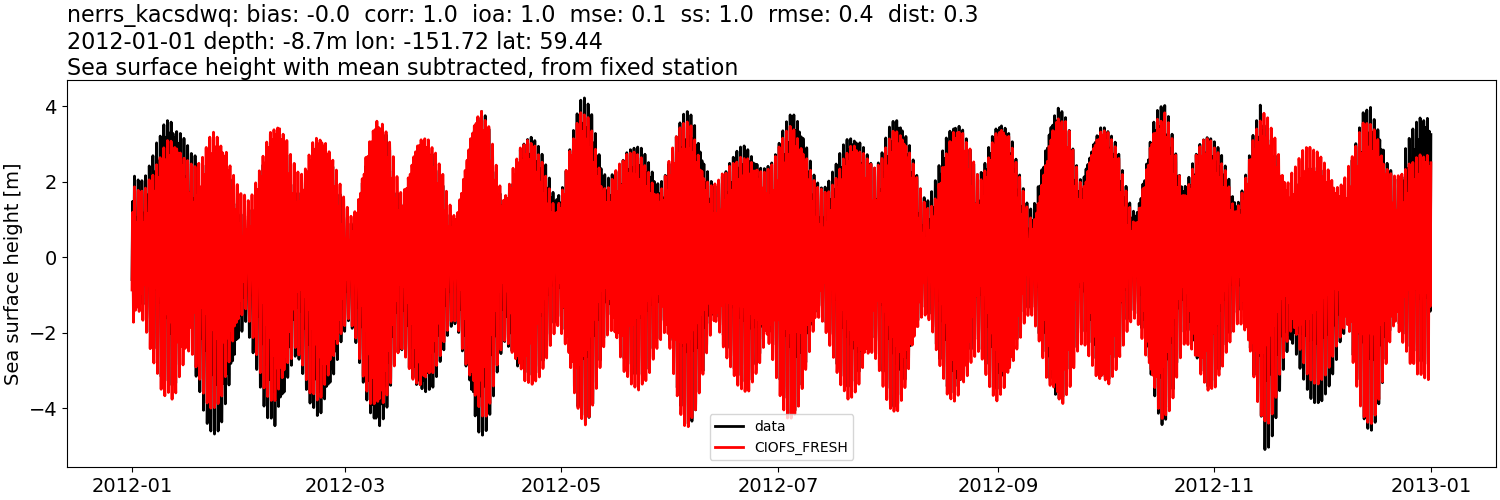 nerrs_kacsdwq: bias: -0.0  corr: 1.0  ioa: 1.0  mse: 0.1  ss: 1.0  rmse: 0.4  dist: 0.3
2012-01-01 depth: -8.7m lon: -151.72 lat: 59.44
Sea surface height with mean subtracted, from fixed station
Sea surface height [m]
4
2
0
−2
−4
data
CIOFS_FRESH
2012-01 2012-03 2012-05 2012-07 2012-09 2012-11 2013-01